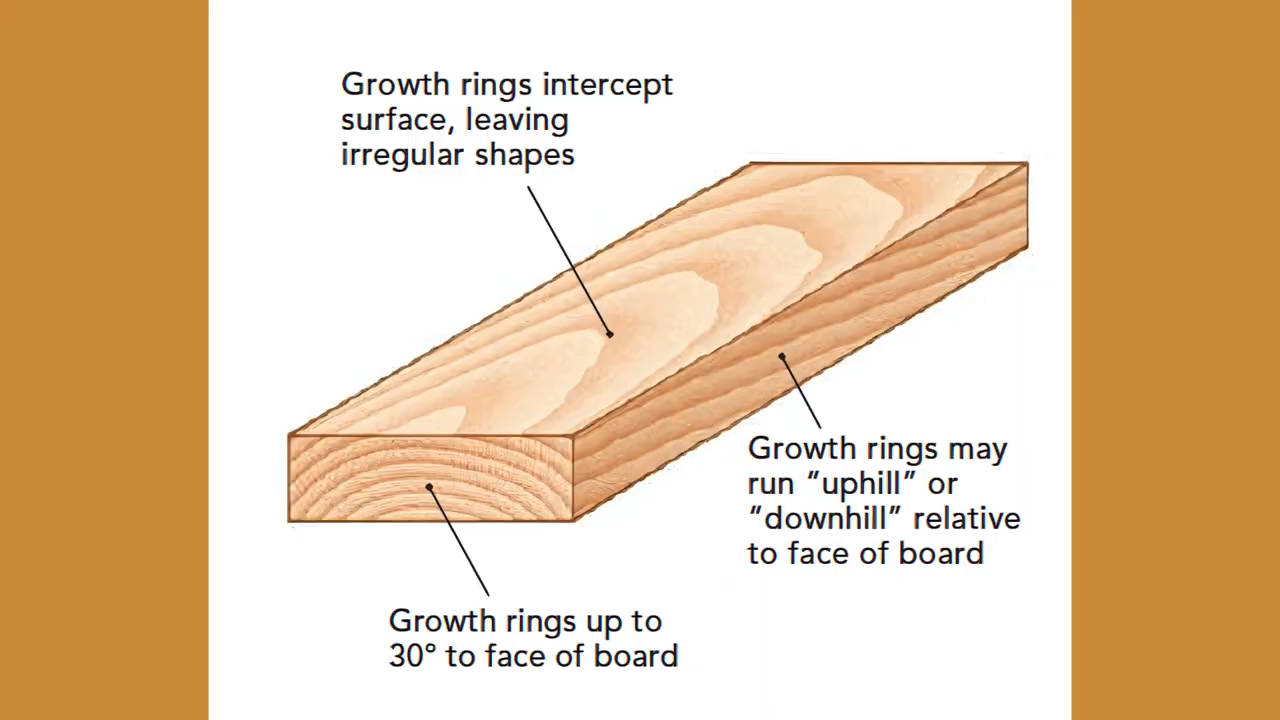 Growth rings intercept
surface, leaving
irregular shapes
Growth rings may
run “uphill” or
“downhill” relative
to face of board
Growth rings up to
30° to face of board